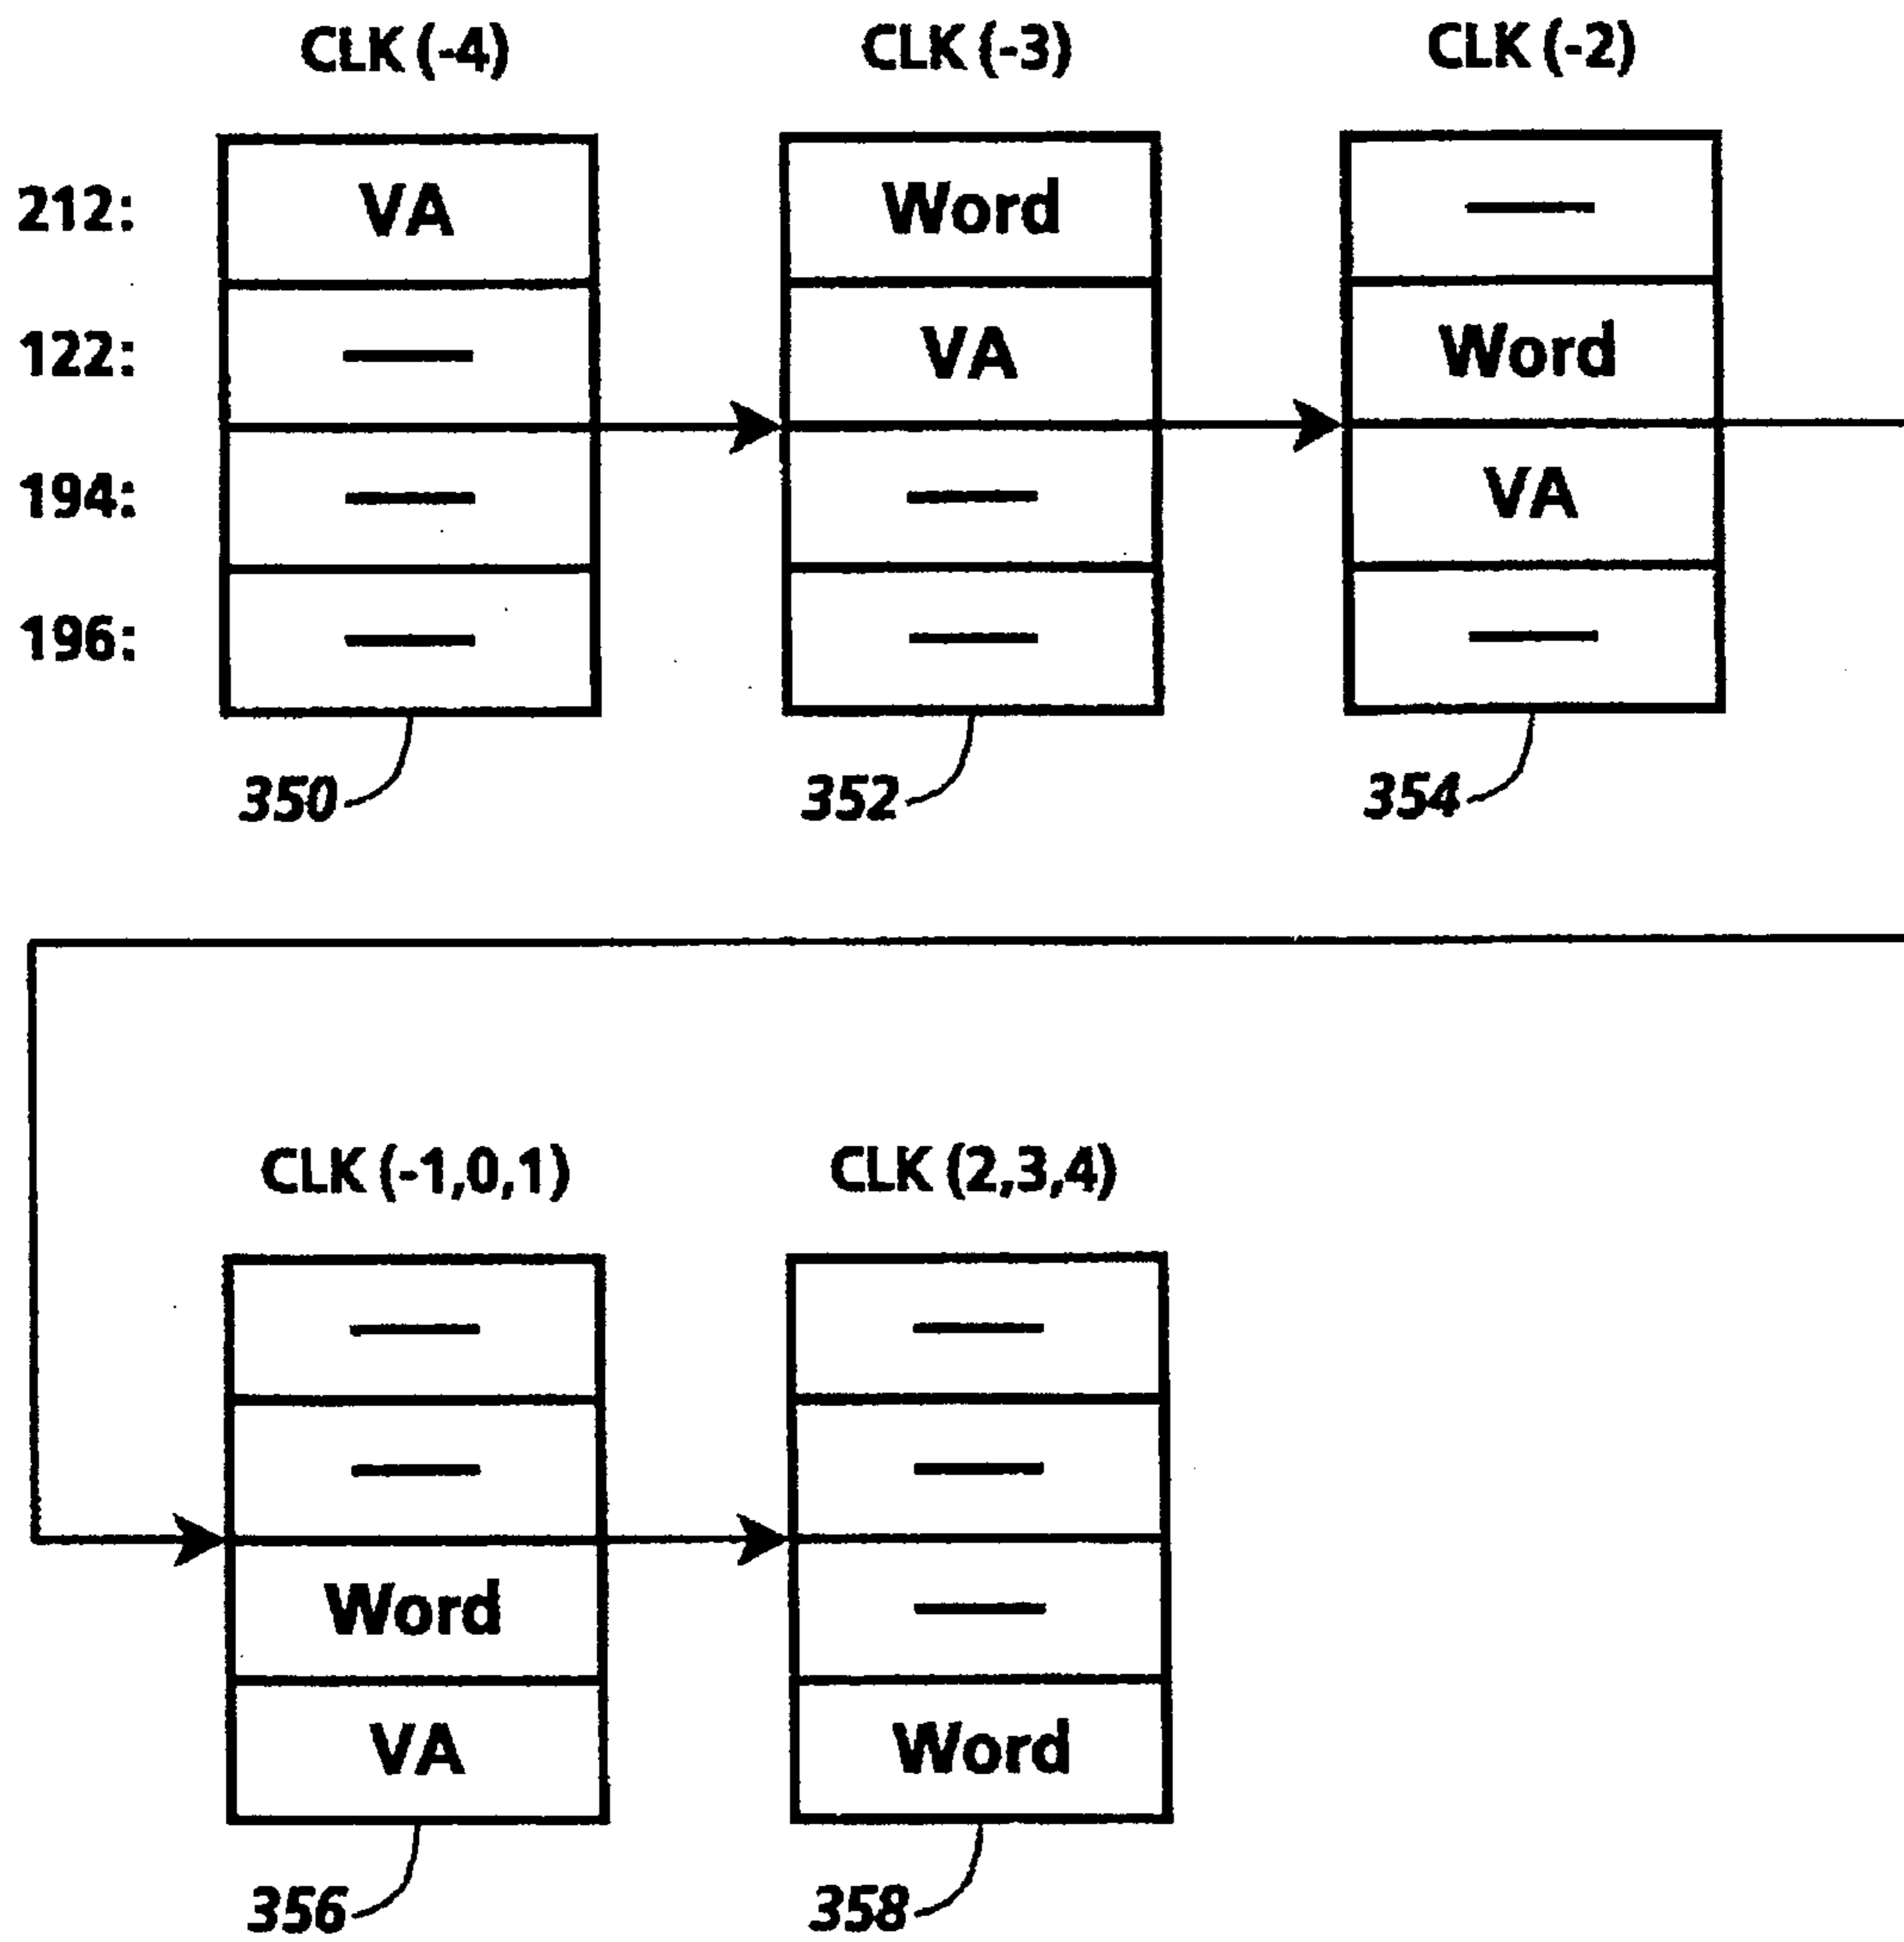 CLK (-4) CLK (-3) CLK (-2)
212: VA Word —
122: — VA Word
194: — — VA
196: — — —
350 352 354
CLK (-1,0,1) CLK (2,3,4)
— —
— —
Word —
VA Word
356 358